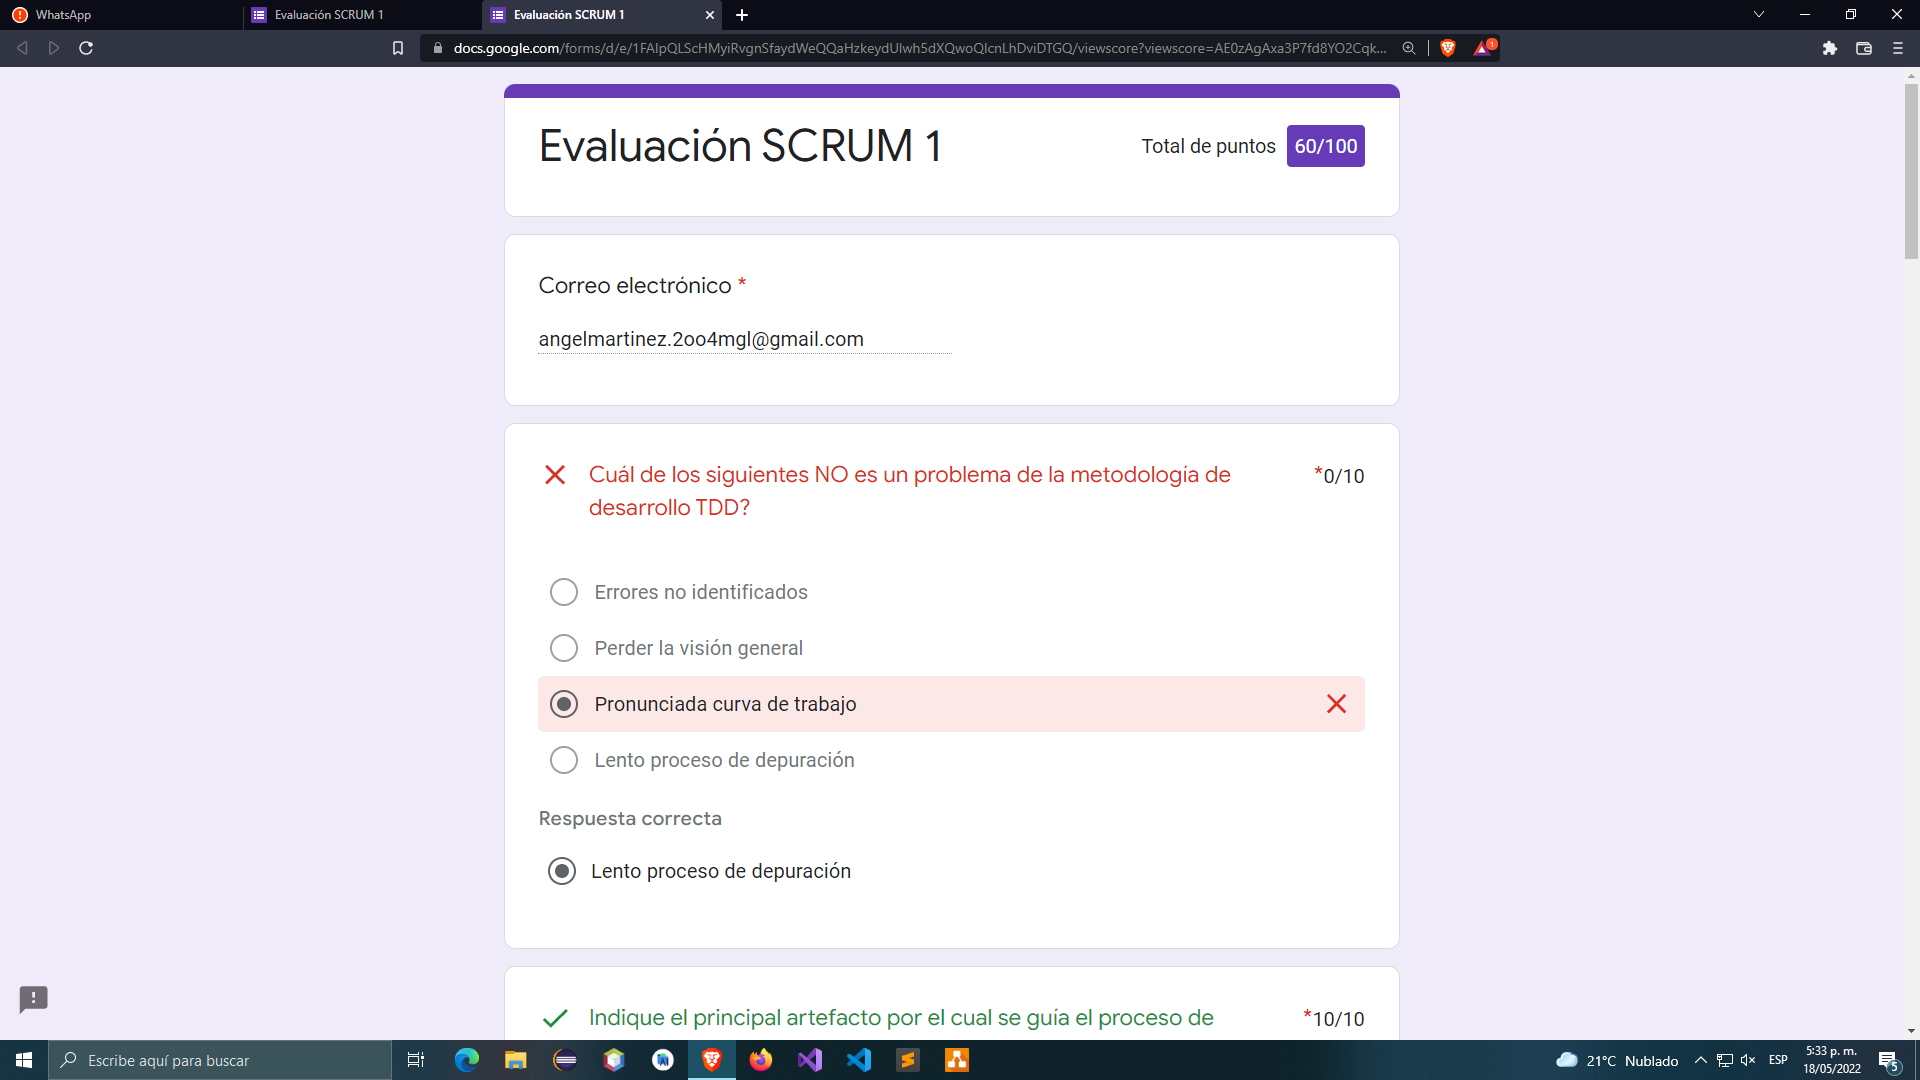 WhatsApp
Evaluación SCRUM 1
Evaluación SCRUM 1
docs.google.com/forms/d/e/1FAIpQLScHMyiRvgnSfaydWeQQaHzkeydUIwh5dXQwoQIcnLhDviDTGQ/viewscore?viewscore=AE0zAgAxa3P7fd8YO2Cqk...
1
Evaluación SCRUM 1
Total de puntos 60/100
Correo electrónico *
angelmartinez.2oo4mgl@gmail.com
Cuál de los siguientes NO es un problema de la metodología de
desarrollo TDD?
*0/10
Errores no identificados
Perder la visión general
Pronunciada curva de trabajo
Lento proceso de depuración
Respuesta correcta
Lento proceso de depuración
Indique el principal artefacto por el cual se guía el proceso de
*10/10
Escribe aquí para buscar
21°C Nublado
ESP
5:33 p. m.
18/05/2022
5